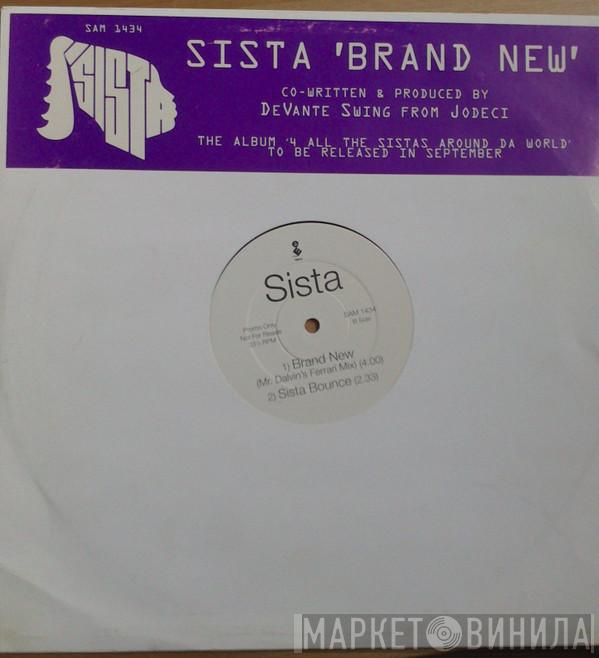 SAM 1434
SISTA
SISTA 'BRAND NEW'
CO-WRITTEN & PRODUCED BY
DEVANTE SWING FROM JODECI
THE ALBUM '4 ALL THE SISTAS AROUND DA WORLD'
TO BE RELEASED IN SEPTEMBER
Sista
Promo Only
Not For Resale
33⅓ RPM
SAM 1434
B Side
1) Brand New
(Mr. Dalvin's Ferrari Mix) (4.00)
2) Sista Bounce (2.33)
МАРКЕТ ВИНИЛА